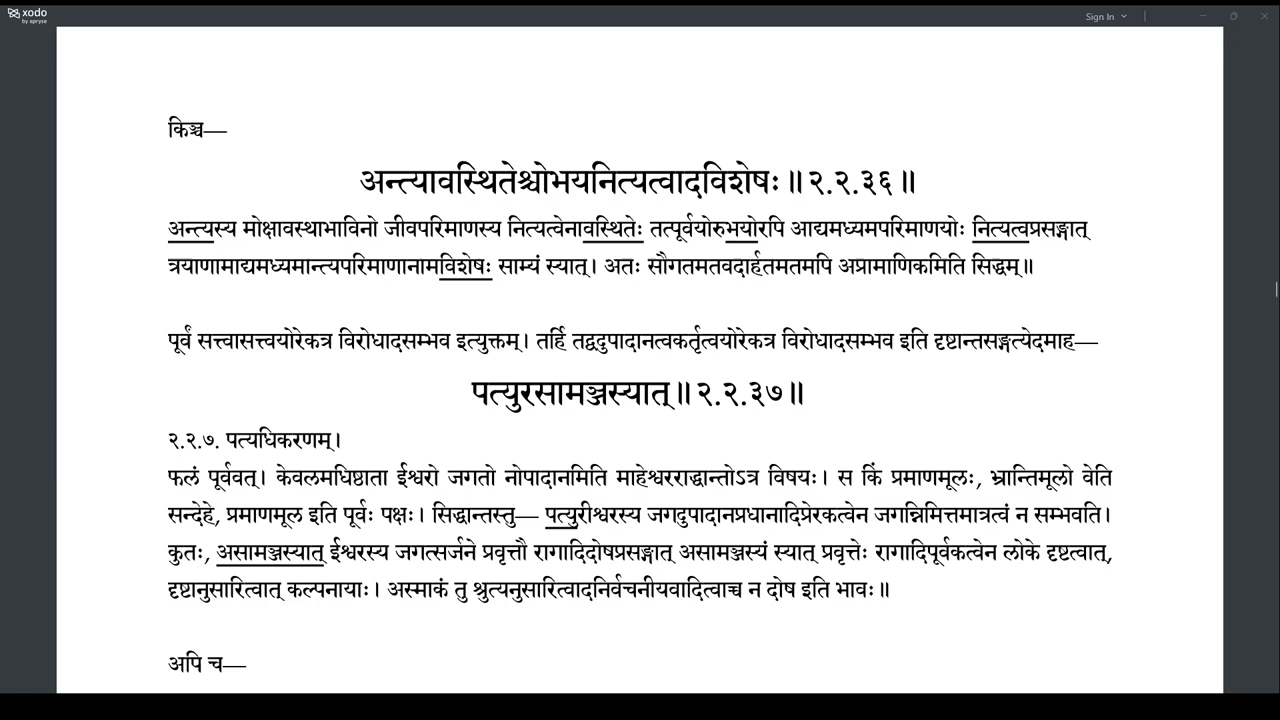 xodo
by apryse
Sign In
किञ्च—
अन्त्यावस्थितेश्चोभयनित्यत्वादविशेषः॥२.२.३६॥
अन्त्यस्य मोक्षावस्थाभाविनो जीवपरिमाणस्य नित्यत्वेनावस्थितेः तत्पूर्वयोरुभयोरपि आद्यमध्यमपरिमाणयोः नित्यत्वप्रसङ्गात्
त्रयाणामाद्यमध्यमान्त्यपरिमाणानामविशेषः साम्यं स्यात्। अतः सौगतमतवदार्हतमतमपि अप्रामाणिकमिति सिद्धम्॥
पूर्वं सत्त्वासत्त्वयोरेकत्र विरोधादसम्भव इत्युक्तम्। तर्हि तद्वदुपादानत्वकर्तृत्वयोरेकत्र विरोधादसम्भव इति दृष्टान्तसङ्गत्येदमाह—
पत्युरसामञ्जस्यात्॥२.२.३७॥
२.२.७. पत्यधिकरणम्।
फलं पूर्ववत्। केवलमधिष्ठाता ईश्वरो जगतो नोपादानमिति माहेश्वरराद्धान्तोऽत्र विषयः। स किं प्रमाणमूलः, भ्रान्तिमूलो वेति
सन्देहे, प्रमाणमूल इति पूर्वः पक्षः। सिद्धान्तस्तु— पत्युरीश्वरस्य जगदुपादानप्रधानादिप्रेरकत्वेन जगन्निमित्तमात्रत्वं न सम्भवति।
कुतः, असामञ्जस्यात् ईश्वरस्य जगत्सर्जने प्रवृत्तौ रागादिदोषप्रसङ्गात् असामञ्जस्यं स्यात् प्रवृत्तेः रागादिपूर्वकत्वेन लोके दृष्टत्वात्,
दृष्टानुसारित्वात् कल्पनायाः। अस्माकं तु श्रुत्यनुसारित्वादनिर्वचनीयवादित्वाच्च न दोष इति भावः॥
अपि च—